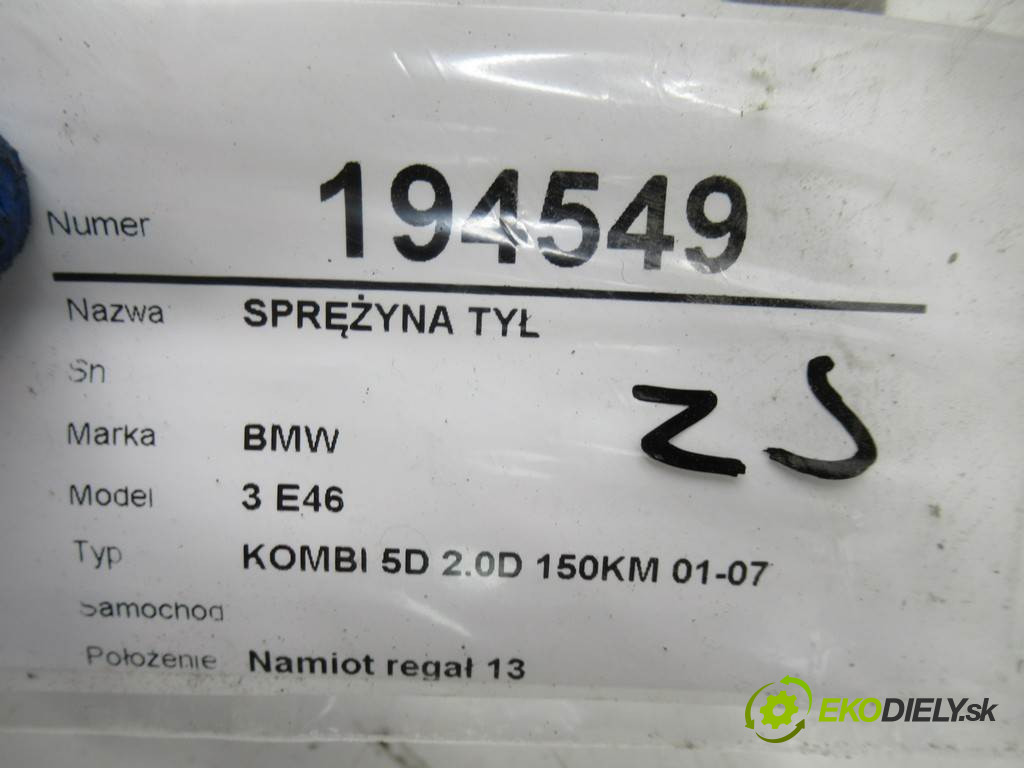 Numer 194549
Nazwa SPRĘŻYNA TYŁ
Sn
Marka BMW
Model 3 E46
Typ KOMBI 5D 2.0D 150KM 01-07
Samochod
Położenie Namiot regał 13
EKODIELY.sk